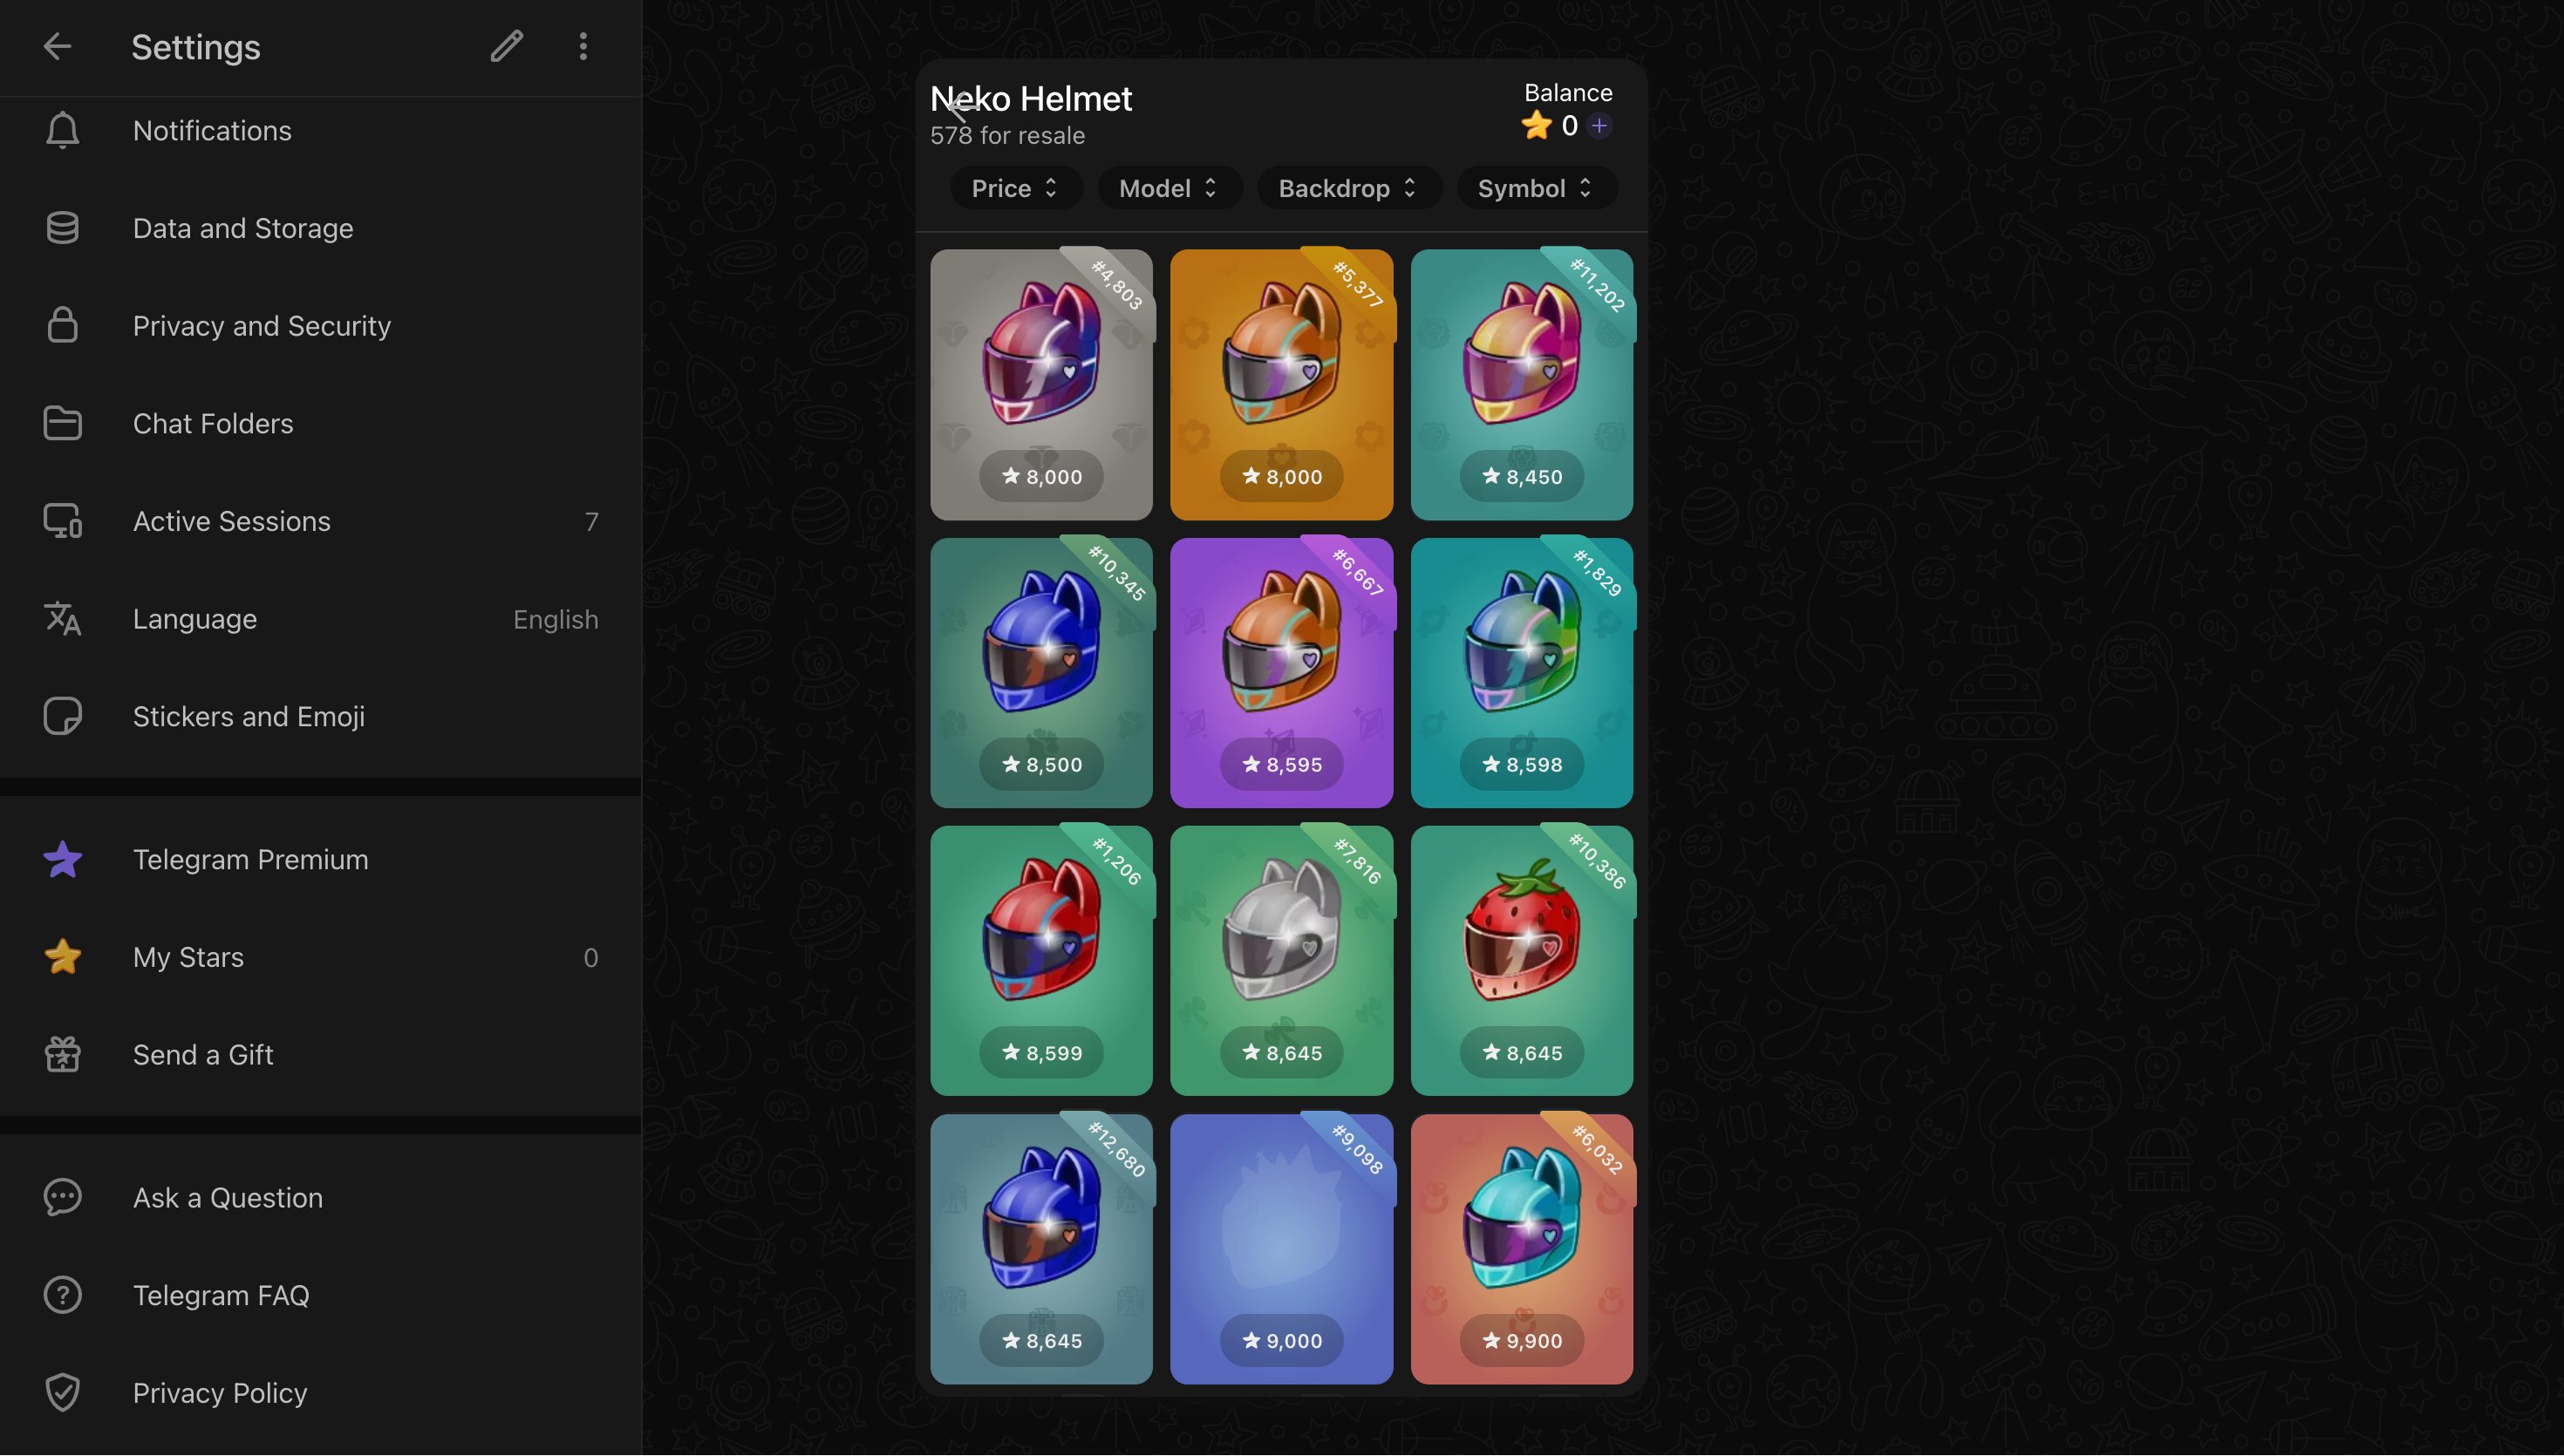 Settings
Notifications
Data and Storage
Privacy and Security
Chat Folders
Active Sessions 7
Language English
Stickers and Emoji
Telegram Premium
My Stars 0
Send a Gift
Ask a Question
Telegram FAQ
Privacy Policy
Neko Helmet
578 for resale
Balance
0 +
Price Model Backdrop Symbol
#4,803 #5,377 #11,202
8,000 8,000 8,450
#10,345 #6,667 #1,829
8,500 8,595 8,598
#1,206 #7,816 #10,386
8,599 8,645 8,645
#12,680 #9,098 #6,032
8,645 9,000 9,900